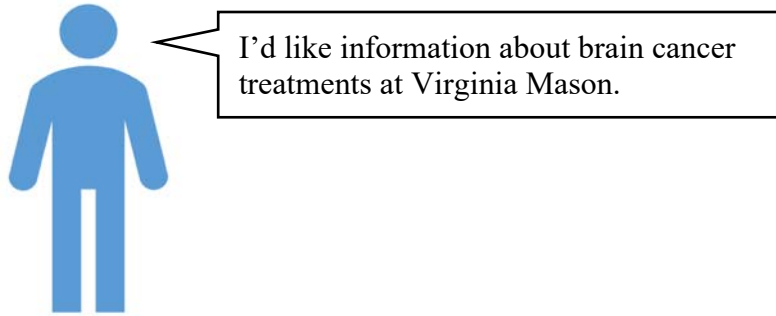 I’d like information about brain cancer
treatments at Virginia Mason.